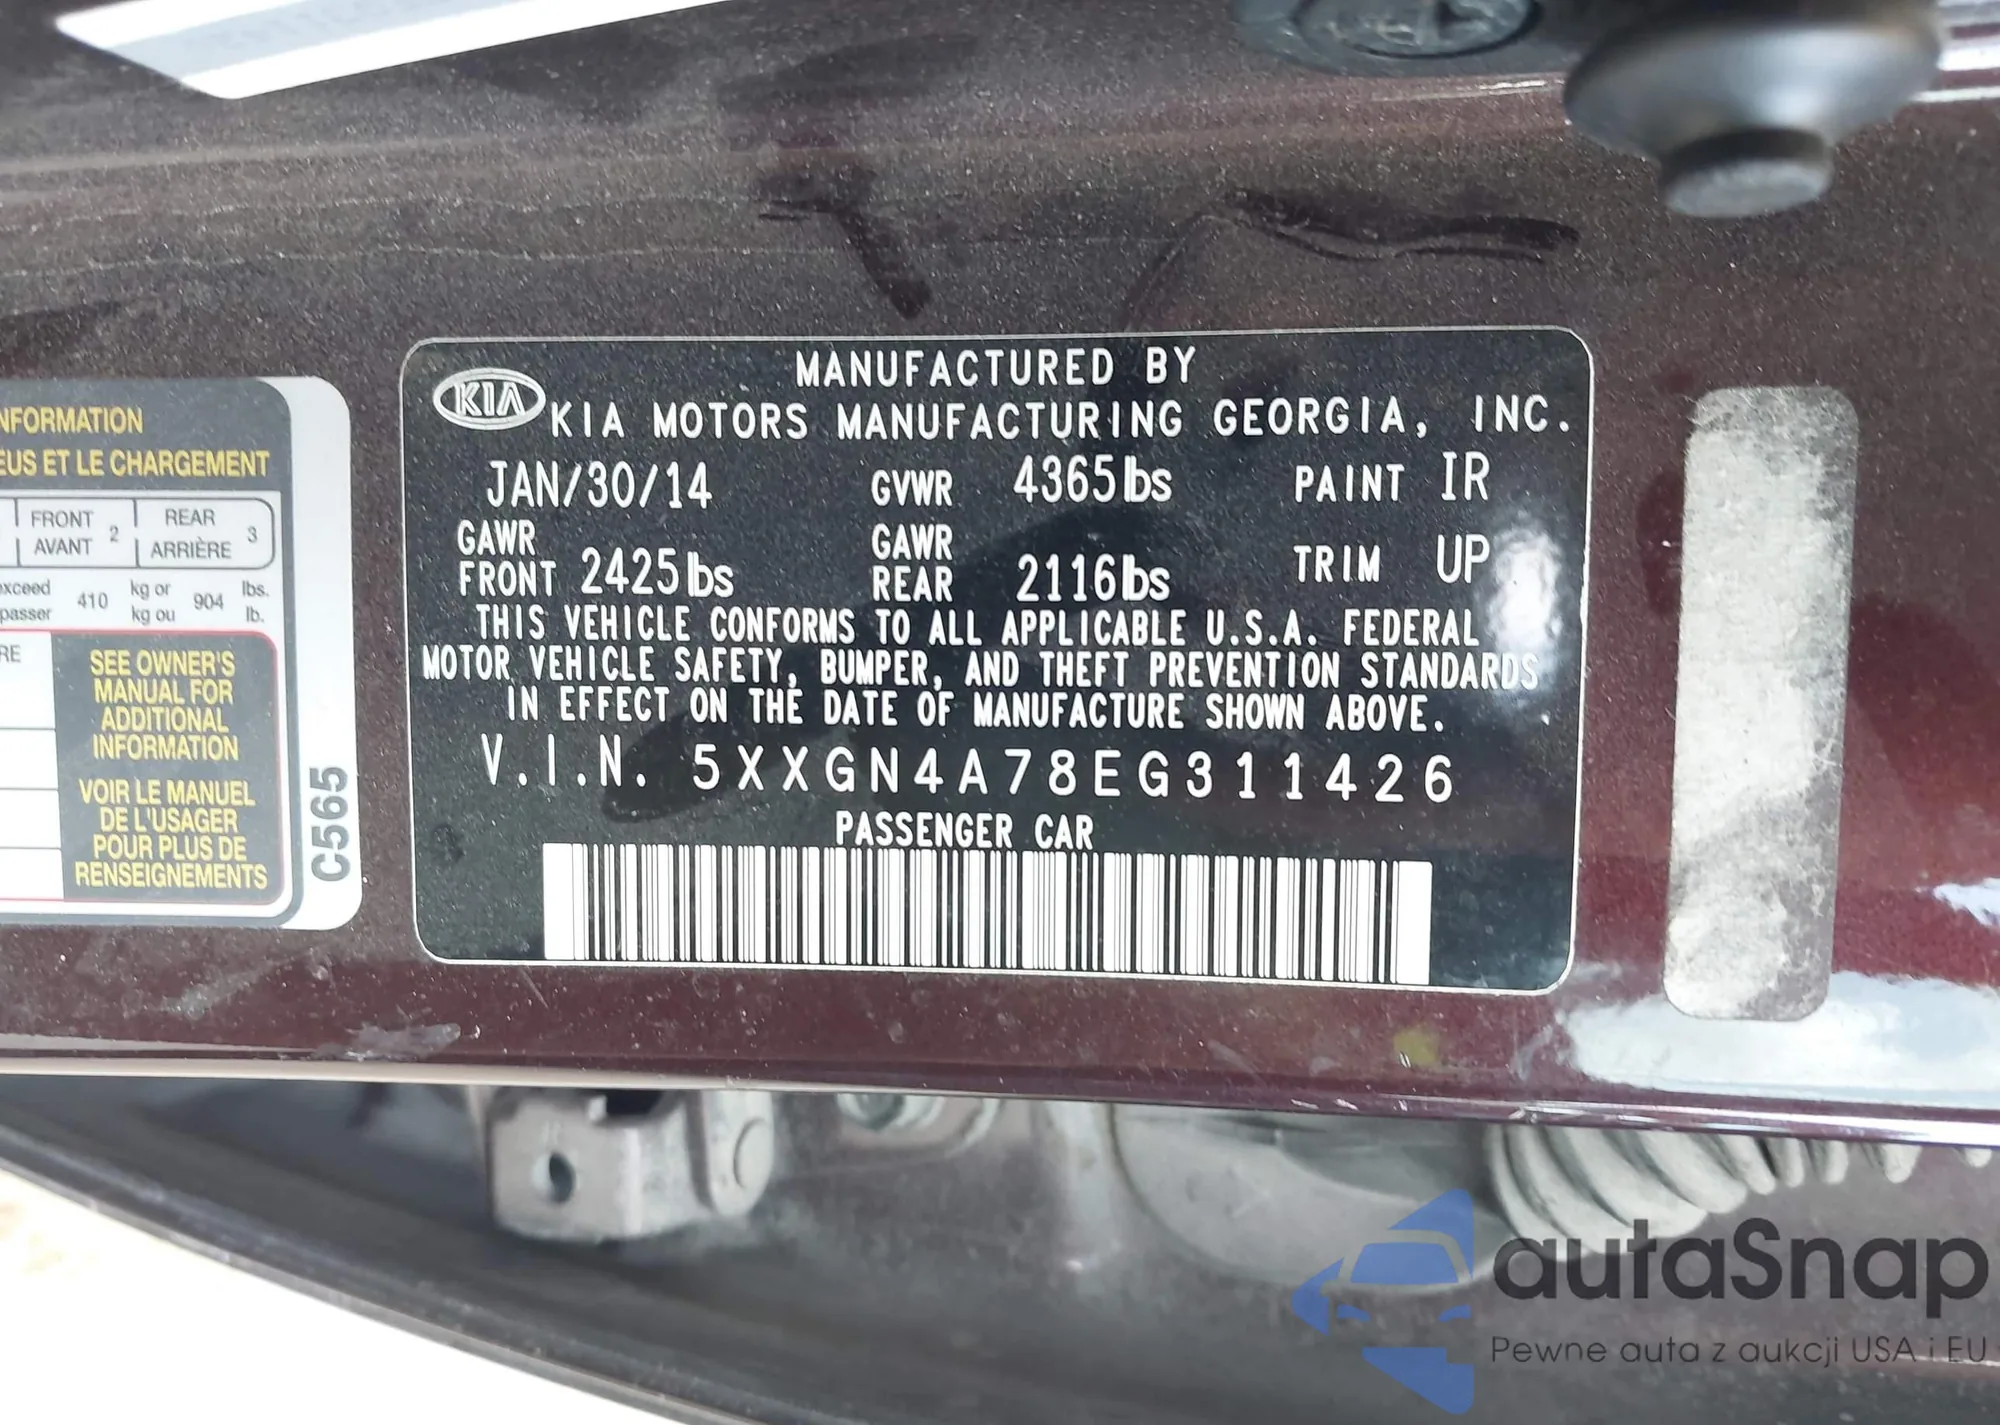 MANUFACTURED BY
KIA
KIA MOTORS MANUFACTURING GEORGIA, INC.
JAN/30/14 GVWR 4365lbs PAINT IR
GAWR FRONT 2425lbs GAWR REAR 2116lbs TRIM UP
THIS VEHICLE CONFORMS TO ALL APPLICABLE U.S.A. FEDERAL
MOTOR VEHICLE SAFETY, BUMPER, AND THEFT PREVENTION STANDARDS
IN EFFECT ON THE DATE OF MANUFACTURE SHOWN ABOVE.
V.I.N. 5XXGN4A78EG311426
PASSENGER CAR
NFORMATION
EUS ET LE CHARGEMENT
FRONT AVANT 2 REAR ARRIÈRE 3
exceed 410 kg or 904 lbs.
passer kg ou lb.
RE
SEE OWNER'S
MANUAL FOR
ADDITIONAL
INFORMATION
VOIR LE MANUEL
DE L'USAGER
POUR PLUS DE
RENSEIGNEMENTS
C565
autaSnap
Pewne auta z aukcji USA i EU